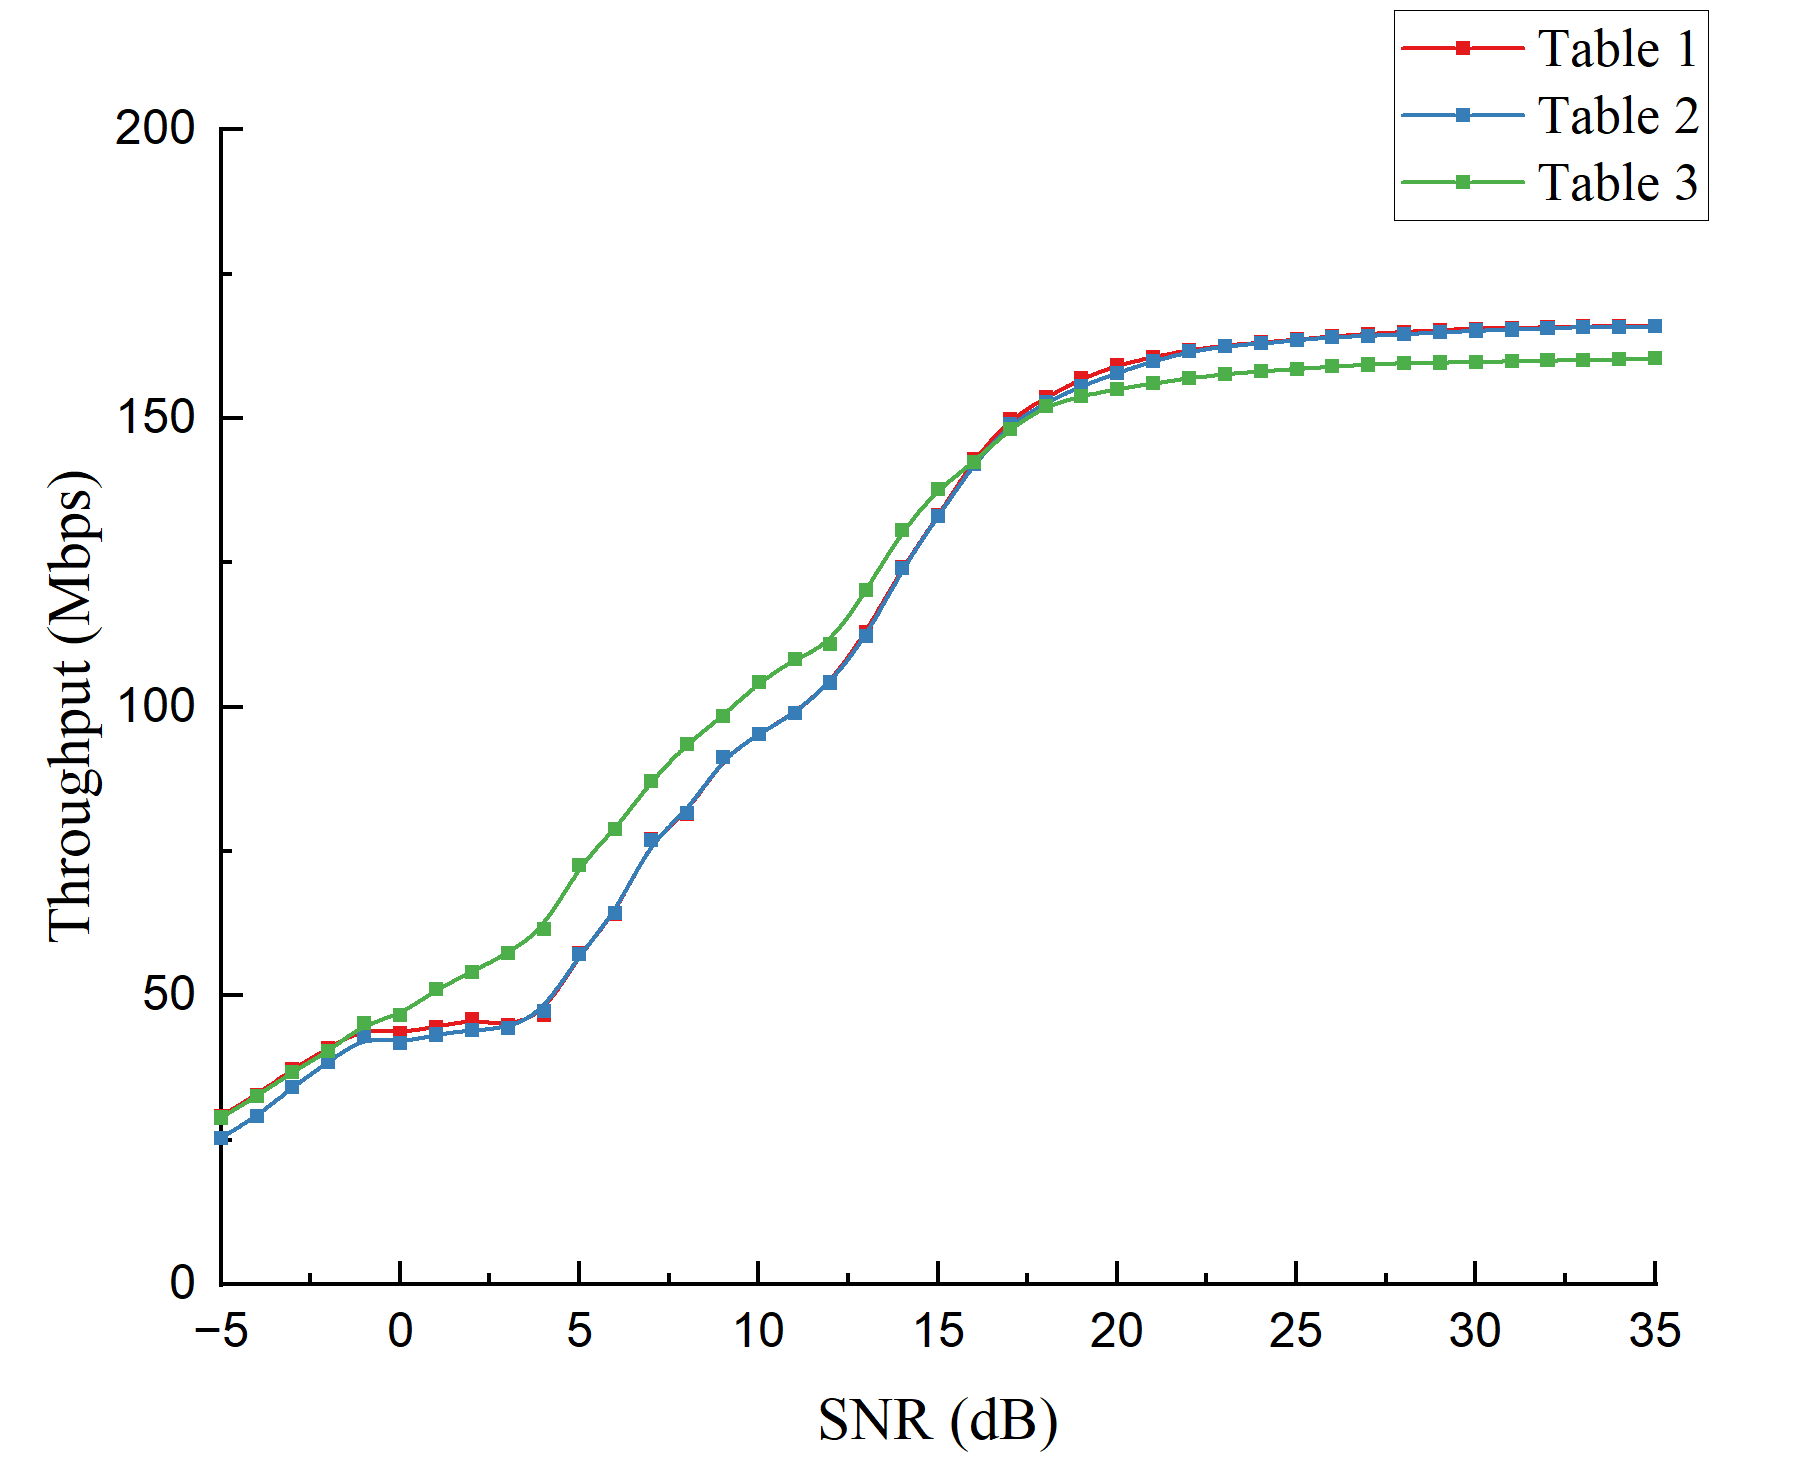 Table 1
Table 2
Table 3
200
150
100
50
0
Throughput (Mbps)
−5 0 5 10 15 20 25 30 35
SNR (dB)